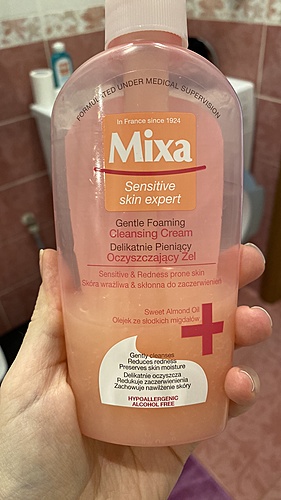 FORMULATED UNDER MEDICAL SUPERVISION
In France since 1924
Mixa
Sensitive
skin expert
Gentle Foaming
Cleansing Cream
Delikatnie Pieniący
Oczyszczający Żel
Sensitive & Redness prone skin
Skóra wrażliwa & skłonna do zaczerwienień
Sweet Almond Oil
Olejek ze słodkich migdałów
Gently cleanses
Reduces redness
Preserves skin moisture
Delikatnie oczyszcza
Redukuje zaczerwienienia
Zachowuje nawilżenie skóry
HYPOALLERGENIC
ALCOHOL FREE